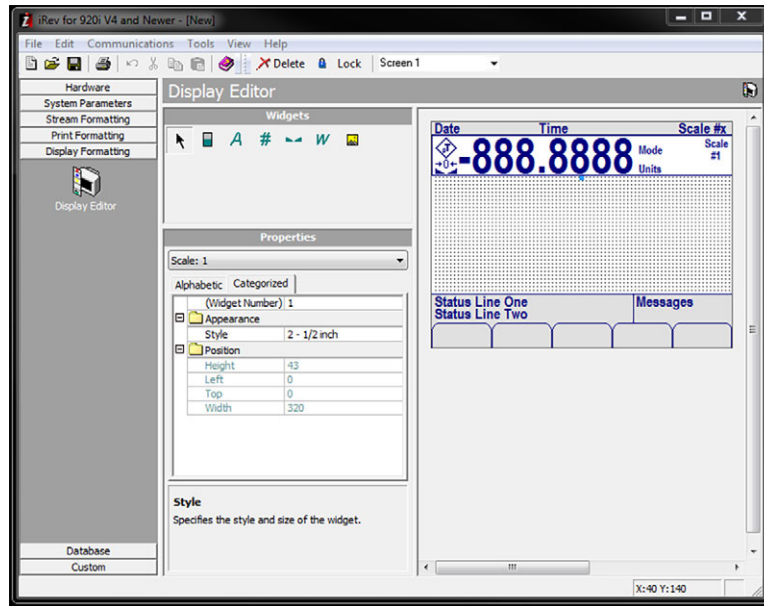 iRev for 920i V4 and Newer - [New]
File Edit Communications Tools View Help
Delete Lock Screen 1
Hardware
System Parameters
Stream Formatting
Print Formatting
Display Formatting
Display Editor
Database
Custom
Display Editor
Widgets
A # W
Properties
Scale: 1
Alphabetic Categorized
(Widget Number) 1
Appearance
Style 2 - 1/2 inch
Position
Height 43
Left 0
Top 0
Width 320
Style
Specifies the style and size of the widget.
Date Time Scale #x
-888.8888 Mode Scale
Units #1
Status Line One Messages
Status Line Two
X:40 Y:140